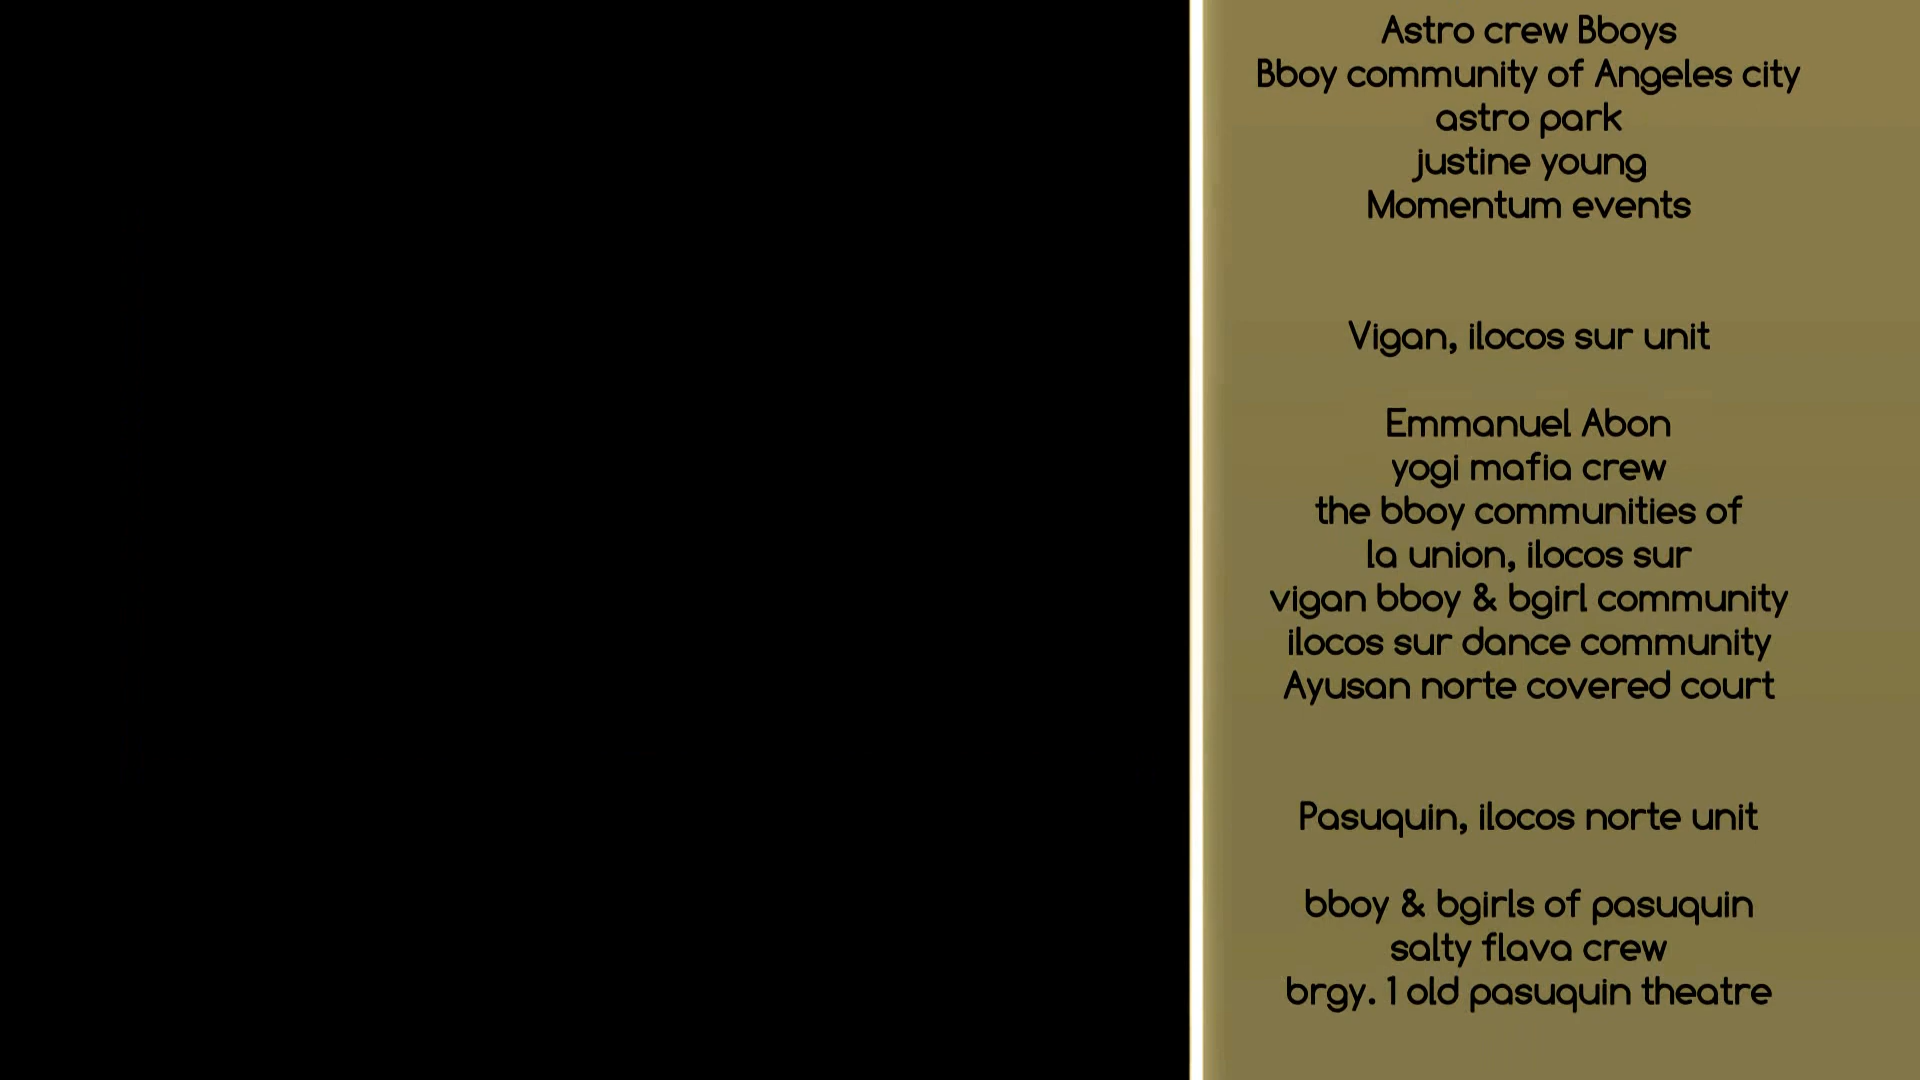 Astro crew Bboys
Bboy community of Angeles city
astro park
justine young
Momentum events
Vigan, ilocos sur unit
Emmanuel Abon
yogi mafia crew
the bboy communities of
la union, ilocos sur
vigan bboy & bgirl community
ilocos sur dance community
Ayusan norte covered court
Pasuquin, ilocos norte unit
bboy & bgirls of pasuquin
salty flava crew
brgy. 1 old pasuquin theatre